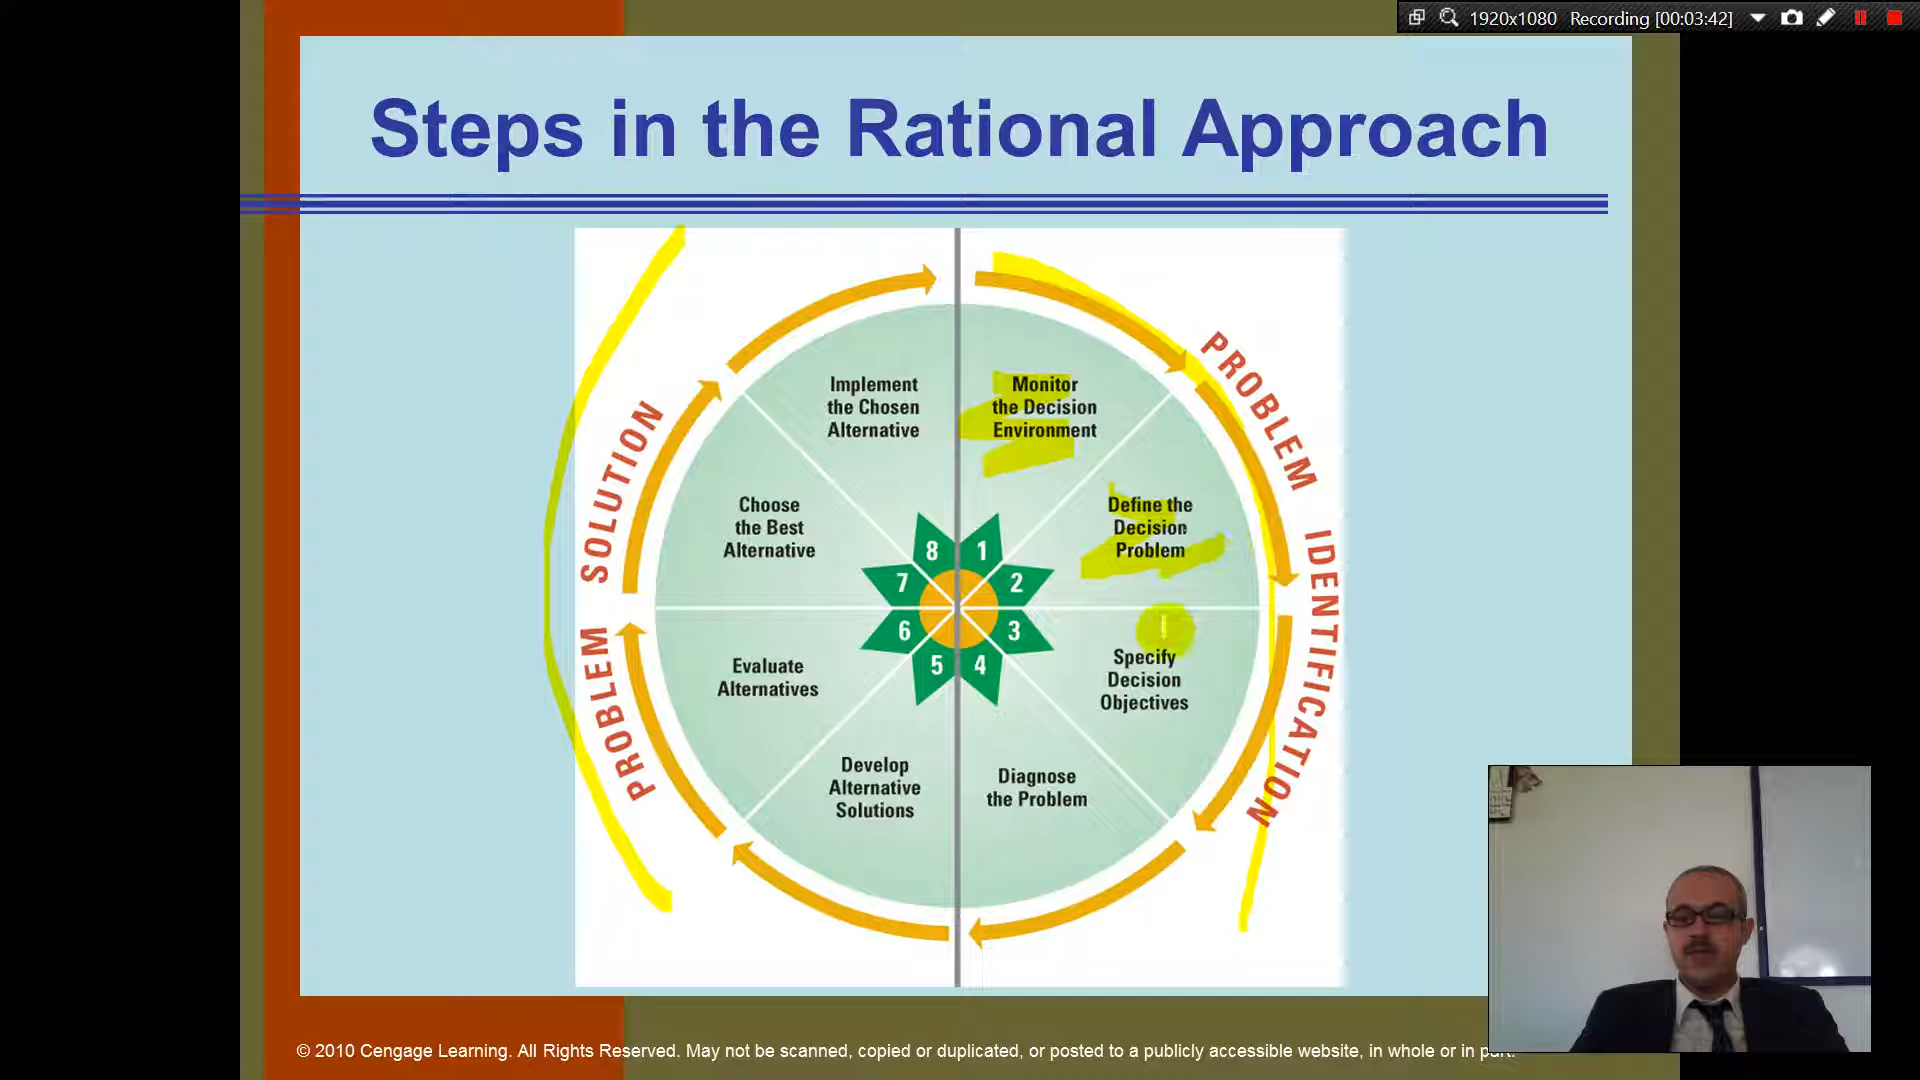 1920x1080 Recording [00:03:42]
Steps in the Rational Approach
Implement
the Chosen
Alternative
Monitor
the Decision
Environment
Choose
the Best
Alternative
Define the
Decision
Problem
8
1
7
2
6
3
5
4
Evaluate
Alternatives
Specify
Decision
Objectives
Develop
Alternative
Solutions
Diagnose
the Problem
PROBLEM SOLUTION
PROBLEM IDENTIFICATION
© 2010 Cengage Learning. All Rights Reserved. May not be scanned, copied or duplicated, or posted to a publicly accessible website, in whole or in part.